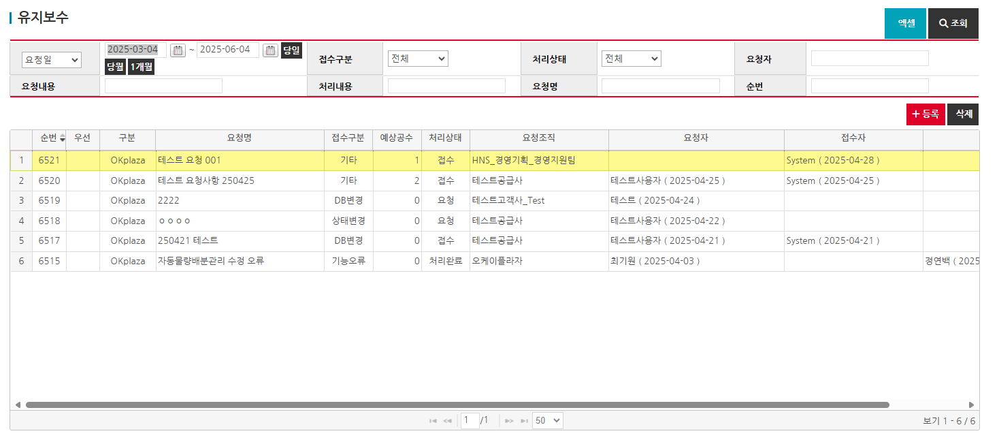 유지보수
엑셀 조회
요청일 2025-03-04 ~ 2025-06-04 당일 당월 1개월 접수구분 전체 처리상태 전체 요청자
요청내용 처리내용 요청명 순번
+ 등록 삭제
순번 우선 구분 요청명 접수구분 예상공수 처리상태 요청조직 요청자 접수자
1 6521 OKplaza 테스트 요청 001 기타 1 접수 HNS_경영기획_경영지원팀 System ( 2025-04-28 )
2 6520 OKplaza 테스트 요청사항 250425 기타 2 접수 테스트공급사 테스트사용자 ( 2025-04-25 ) System ( 2025-04-25 )
3 6519 OKplaza 2222 DB변경 0 요청 테스트고객사_Test 테스트 ( 2025-04-24 )
4 6518 OKplaza ㅇㅇㅇㅇ 상태변경 0 요청 테스트공급사 테스트사용자 ( 2025-04-22 )
5 6517 OKplaza 250421 테스트 DB변경 0 접수 테스트공급사 테스트사용자 ( 2025-04-21 ) System ( 2025-04-21 )
6 6515 OKplaza 자동물량배분관리 수정 오류 기능오류 0 처리완료 오케이플라자 최기원 ( 2025-04-03 ) 정연백 ( 2025
1 /1 50 보기 1 - 6 / 6